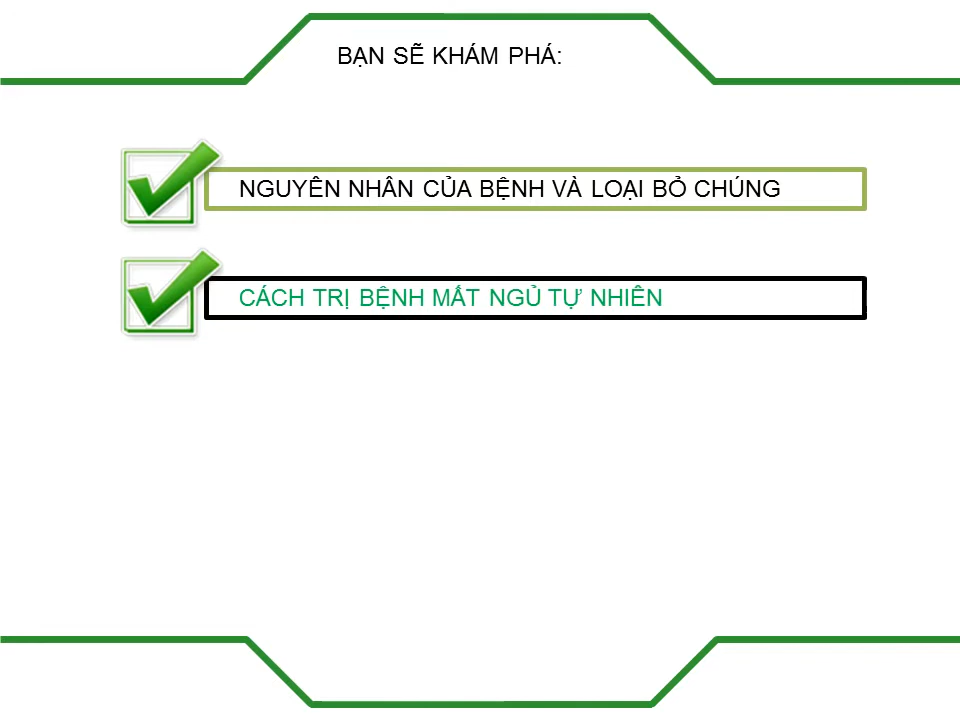 BẠN SẼ KHÁM PHÁ:
NGUYÊN NHÂN CỦA BỆNH VÀ LOẠI BỎ CHÚNG
CÁCH TRỊ BỆNH MẤT NGỦ TỰ NHIÊN